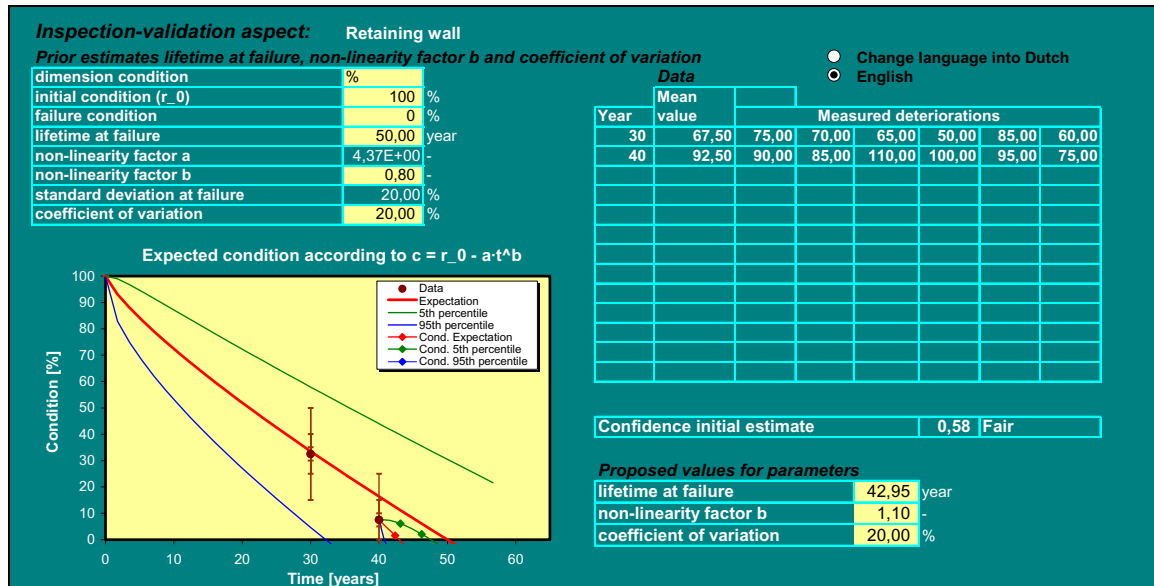 Inspection-validation aspect: Retaining wall
Prior estimates lifetime at failure, non-linearity factor b and coefficient of variation
dimension condition %
initial condition (r_0) 100 %
failure condition 0 %
lifetime at failure 50,00 year
non-linearity factor a 4,37E+00 -
non-linearity factor b 0,80 -
standard deviation at failure 20,00 %
coefficient of variation 20,00 %
Change language into Dutch
English
Data
Mean
Year value Measured deteriorations
30 67,50 75,00 70,00 65,00 50,00 85,00 60,00
40 92,50 90,00 85,00 110,00 100,00 95,00 75,00
Expected condition according to c = r_0 - a·t^b
Condition [%]
100
90
80
70
60
50
40
30
20
10
0
0 10 20 30 40 50 60
Time [years]
Data
Expectation
5th percentile
95th percentile
Cond. Expectation
Cond. 5th percentile
Cond. 95th percentile
Confidence initial estimate 0,58 Fair
Proposed values for parameters
lifetime at failure 42,95 year
non-linearity factor b 1,10 -
coefficient of variation 20,00 %